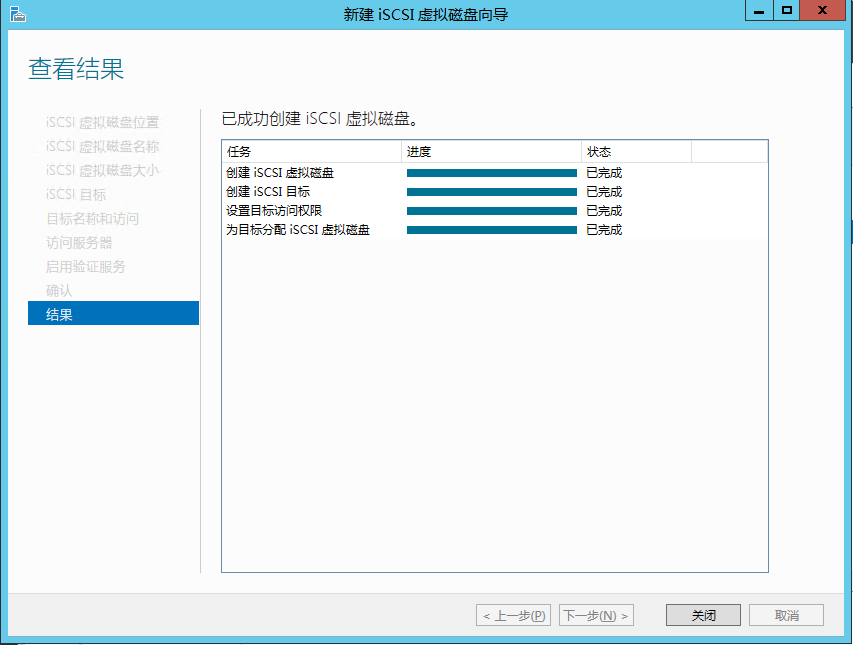 新建 iSCSI 虚拟磁盘向导
查看结果
iSCSI 虚拟磁盘位置
iSCSI 虚拟磁盘名称
iSCSI 虚拟磁盘大小
iSCSI 目标
目标名称和访问
访问服务器
启用验证服务
确认
结果
已成功创建 iSCSI 虚拟磁盘。
任务 进度 状态
创建 iSCSI 虚拟磁盘 已完成
创建 iSCSI 目标 已完成
设置目标访问权限 已完成
为目标分配 iSCSI 虚拟磁盘 已完成
< 上一步(P) 下一步(N) > 关闭 取消